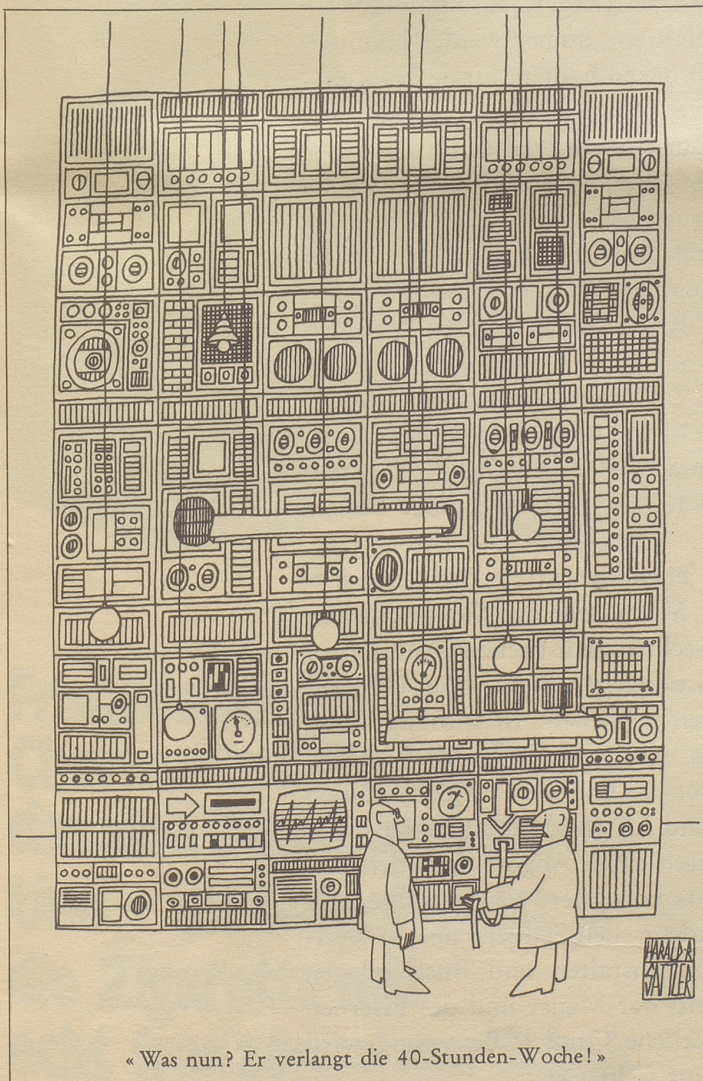 HARALD R.
SATTLER
« Was nun? Er verlangt die 40-Stunden-Woche! »